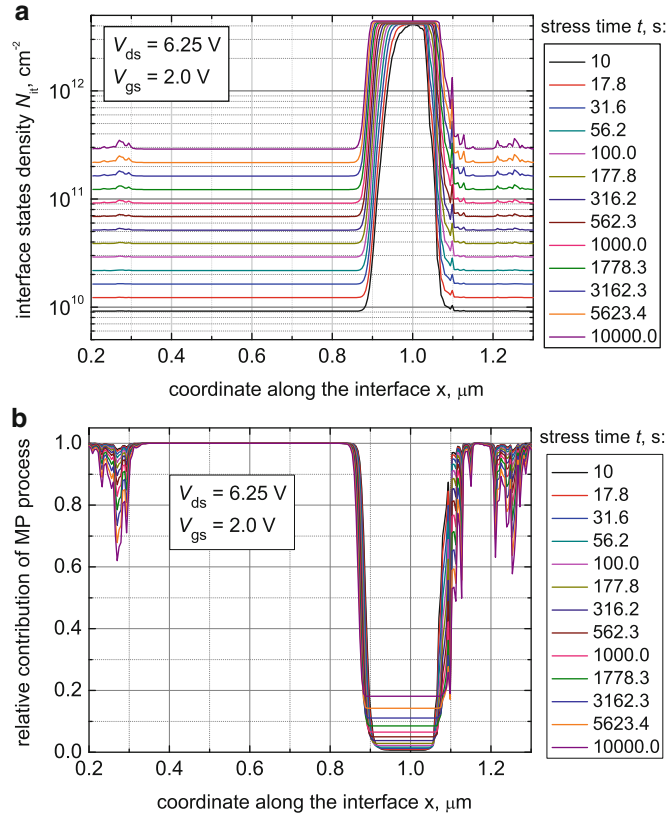 a
stress time t, s:
V_ds = 6.25 V
V_gs = 2.0 V
interface states density N_it, cm^-2
10^12
10^11
10^10
0.2 0.4 0.6 0.8 1.0 1.2
coordinate along the interface x, μm
10
17.8
31.6
56.2
100.0
177.8
316.2
562.3
1000.0
1778.3
3162.3
5623.4
10000.0
b
stress time t, s:
V_ds = 6.25 V
V_gs = 2.0 V
relative contribution of MP process
1.0
0.8
0.6
0.4
0.2
0.0
0.2 0.4 0.6 0.8 1.0 1.2
coordinate along the interface x, μm
10
17.8
31.6
56.2
100.0
177.8
316.2
562.3
1000.0
1778.3
3162.3
5623.4
10000.0